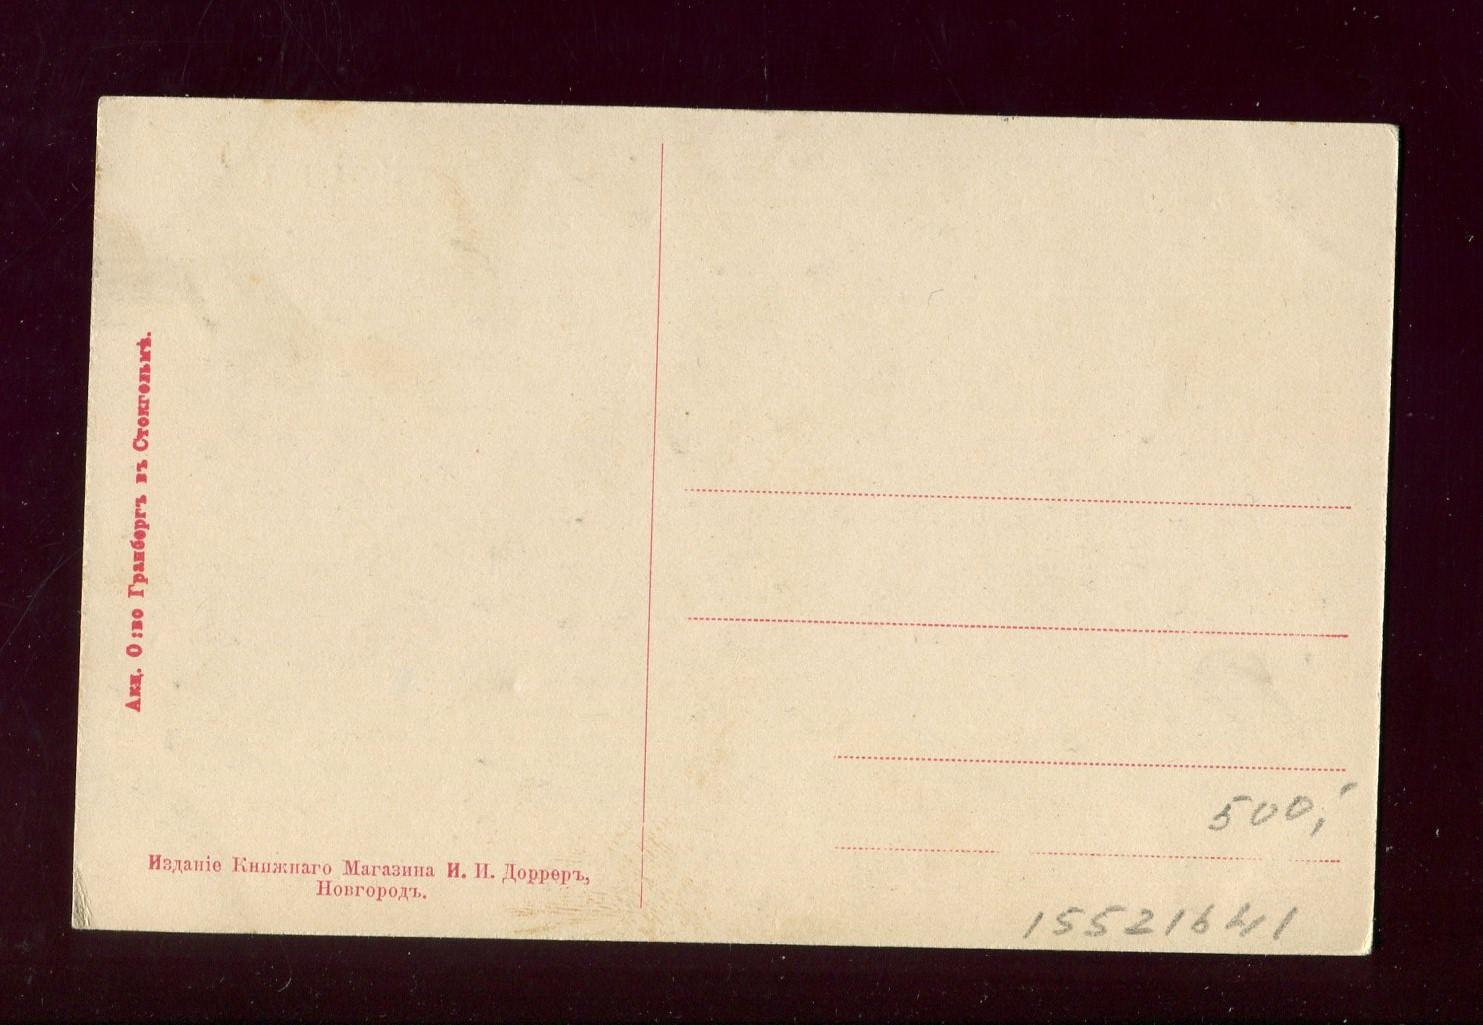 Акц. О:во Гранбергъ въ Стокгольмѣ.
Изданіе Книжнаго Магазина И. И. Дорреръ,
Новгородъ.
500,-
15521641